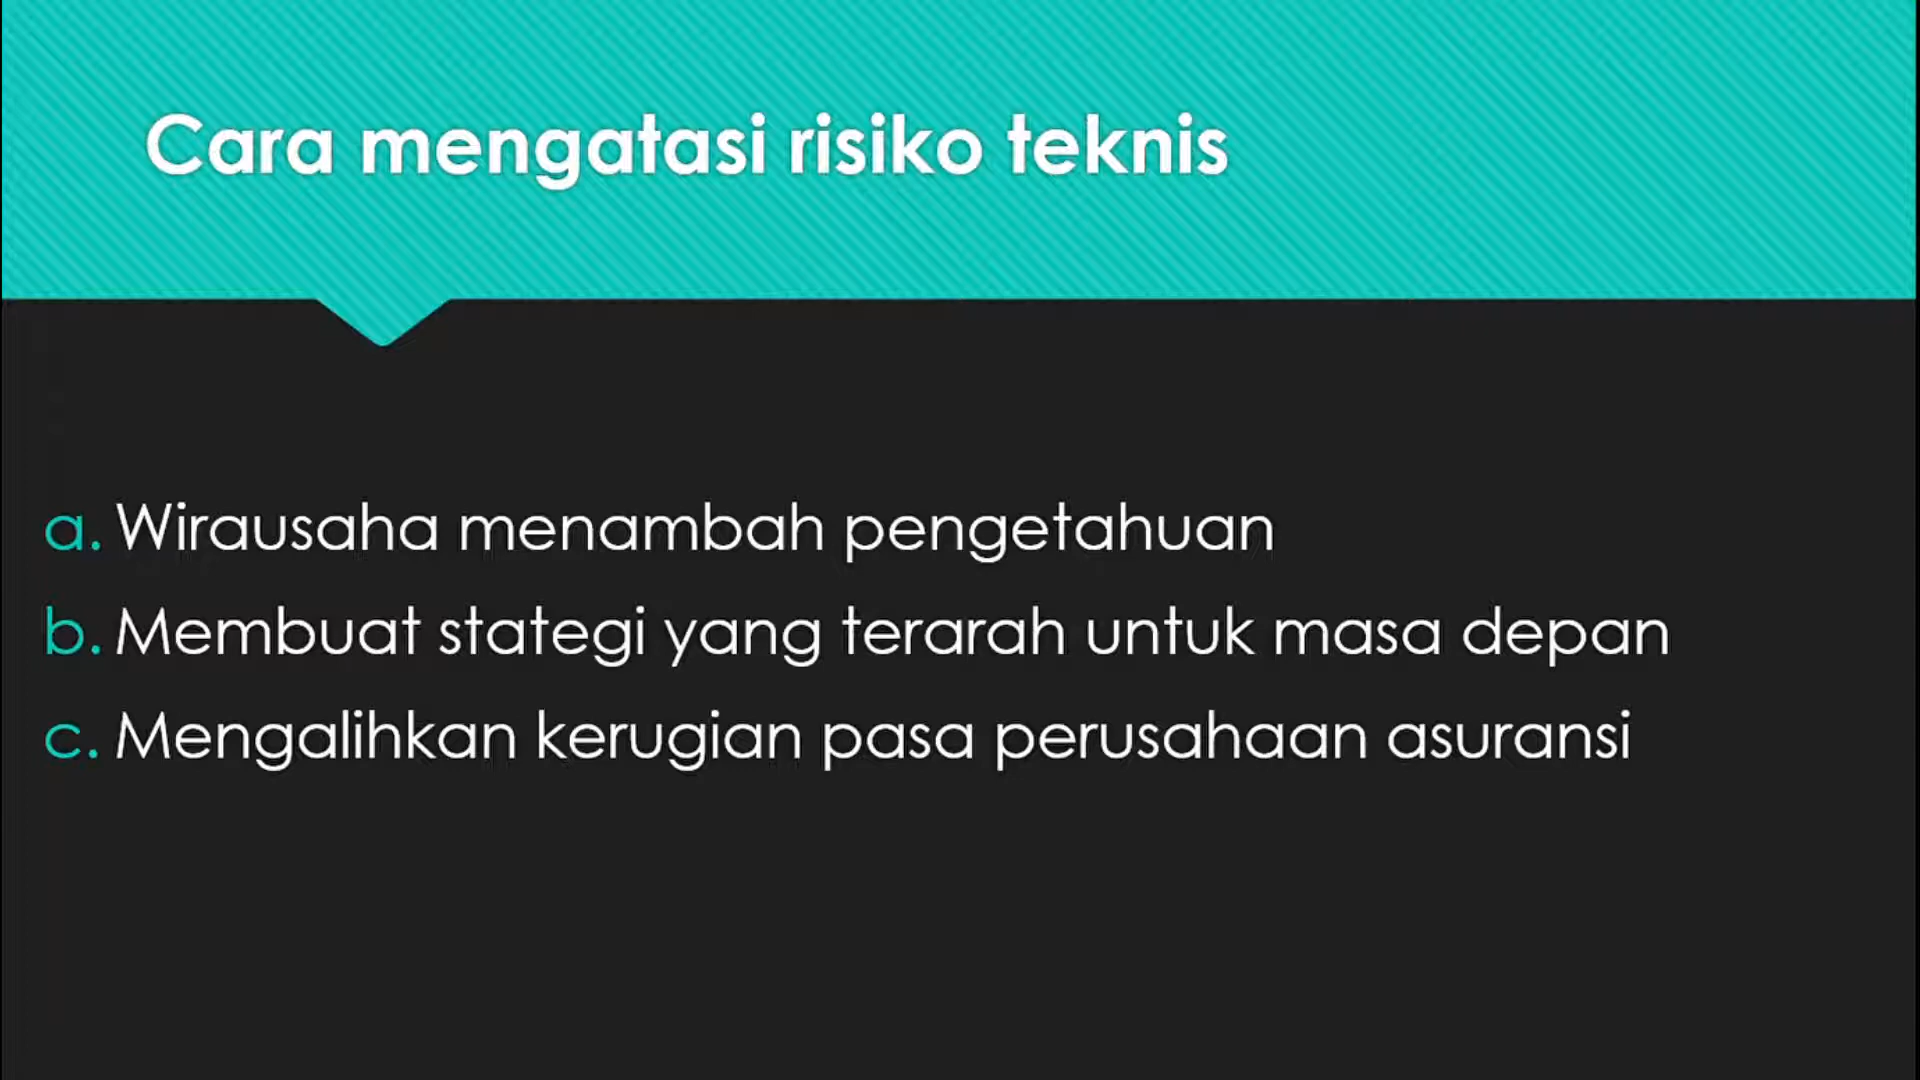 Cara mengatasi risiko teknis
a. Wirausaha menambah pengetahuan
b. Membuat stategi yang terarah untuk masa depan
c. Mengalihkan kerugian pasa perusahaan asuransi